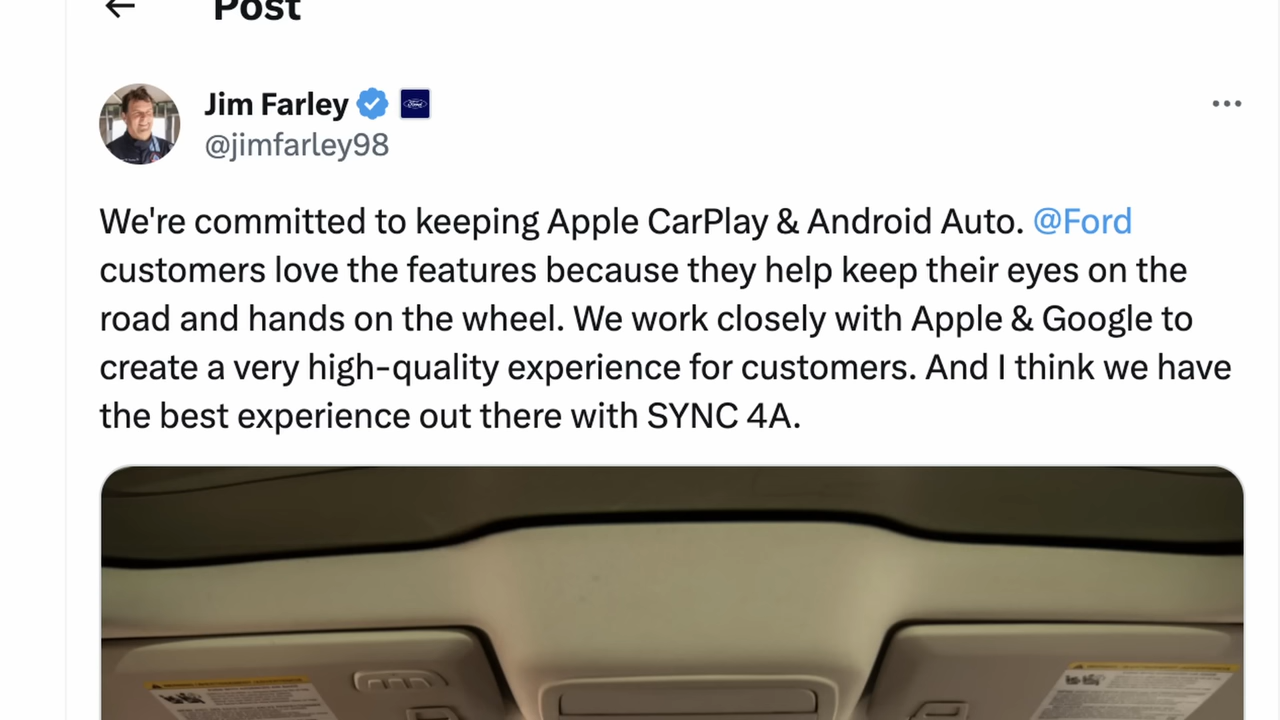 Post
Jim Farley
Ford
@jimfarley98
We're committed to keeping Apple CarPlay & Android Auto. @Ford
customers love the features because they help keep their eyes on the
road and hands on the wheel. We work closely with Apple & Google to
create a very high-quality experience for customers. And I think we have
the best experience out there with SYNC 4A.